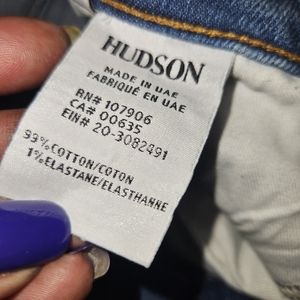 HUDSON
MADE IN UAE
FABRIQUÉ EN UAE
RN# 107906
CA# 00635
EIN# 20-3082491
99% COTTON/COTON
1% ELASTANE/ELASTHANNE